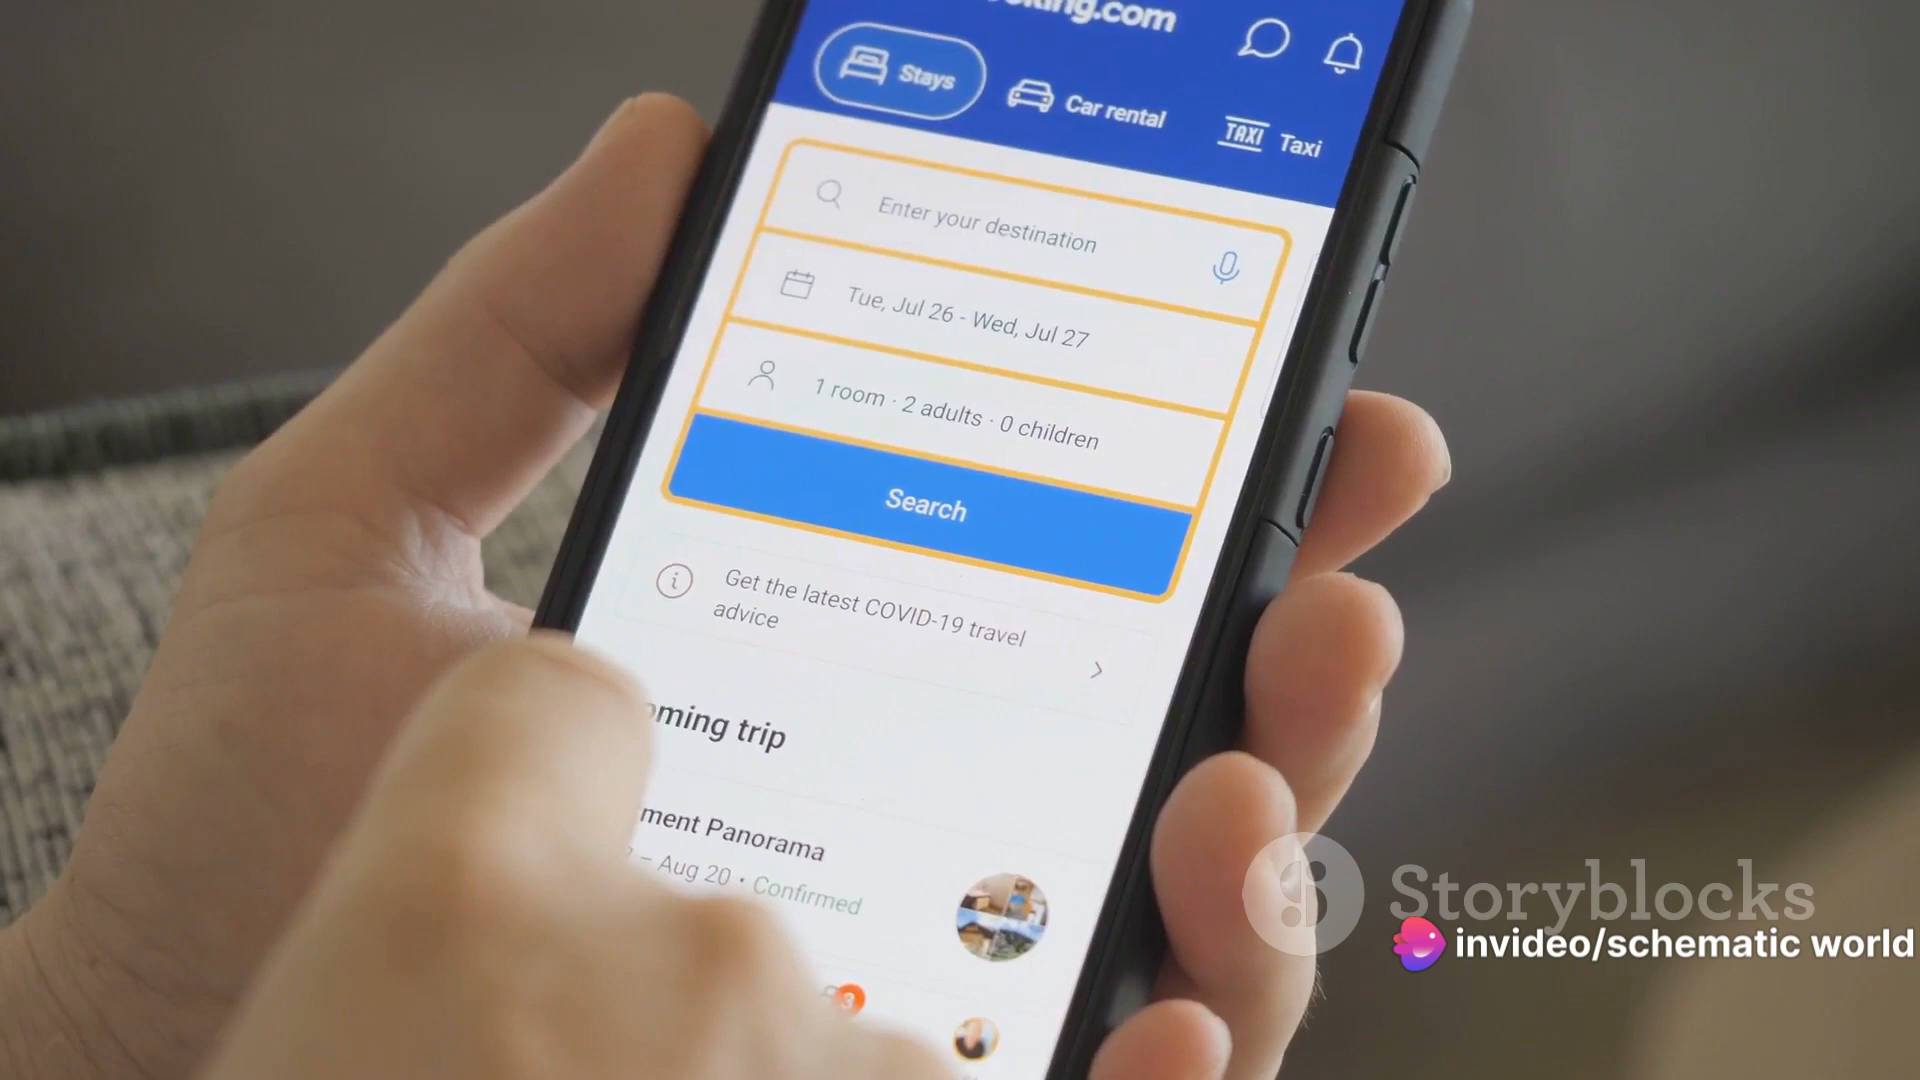 oking.com
Stays
Car rental
TAXI Taxi
Enter your destination
Tue, Jul 26 - Wed, Jul 27
1 room · 2 adults · 0 children
Search
Get the latest COVID-19 travel
advice
oming trip
ment Panorama
– Aug 20 • Confirmed
3
Storyblocks
invideo/schematic world